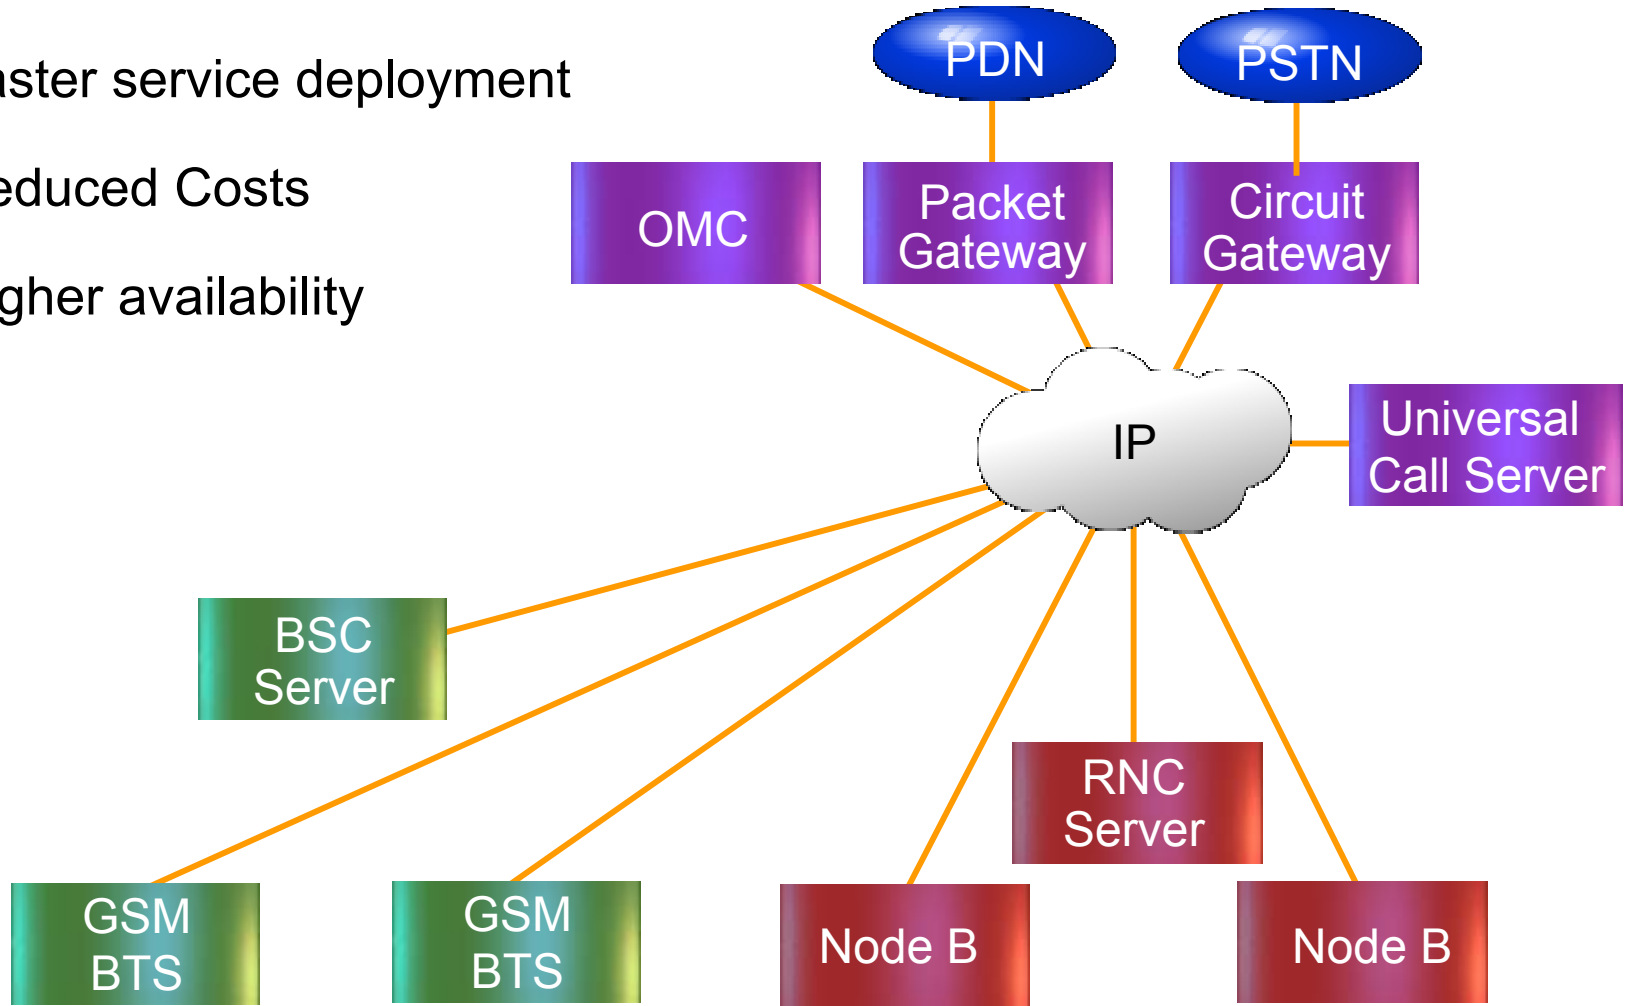 aster service deployment
educed Costs
gher availability
PDN
PSTN
OMC
Packet
Gateway
Circuit
Gateway
IP
Universal
Call Server
BSC
Server
RNC
Server
GSM
BTS
GSM
BTS
Node B
Node B